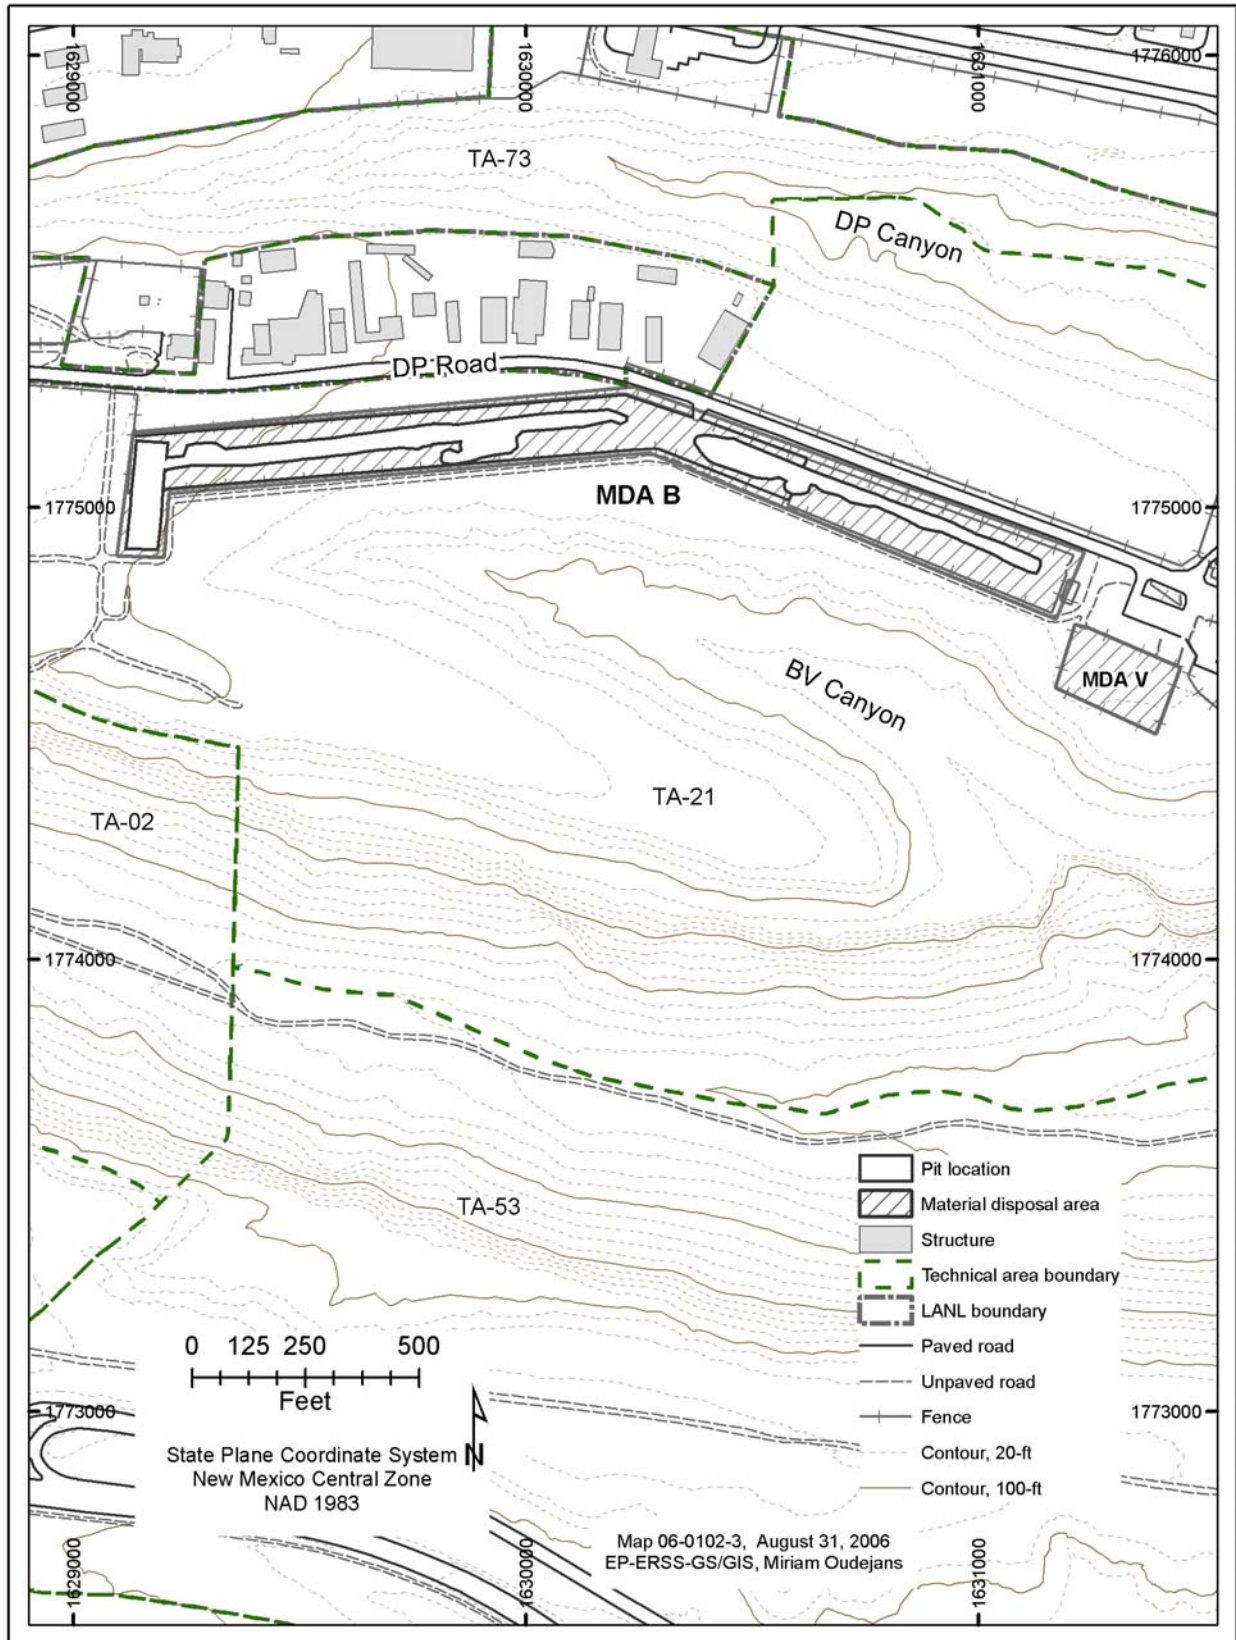 1629000
1630000
1631000
1776000
TA-73
DP Canyon
DP Road
1775000
MDA B
1775000
BV Canyon
MDA V
TA-21
TA-02
1774000
1774000
TA-53
Pit location
Material disposal area
Structure
Technical area boundary
LANL boundary
Paved road
Unpaved road
Fence
Contour, 20-ft
Contour, 100-ft
0 125 250 500
Feet
1773000
1773000
N
State Plane Coordinate System
New Mexico Central Zone
NAD 1983
Map 06-0102-3, August 31, 2006
EP-ERSS-GS/GIS, Miriam Oudejans
1629000
1630000
1631000